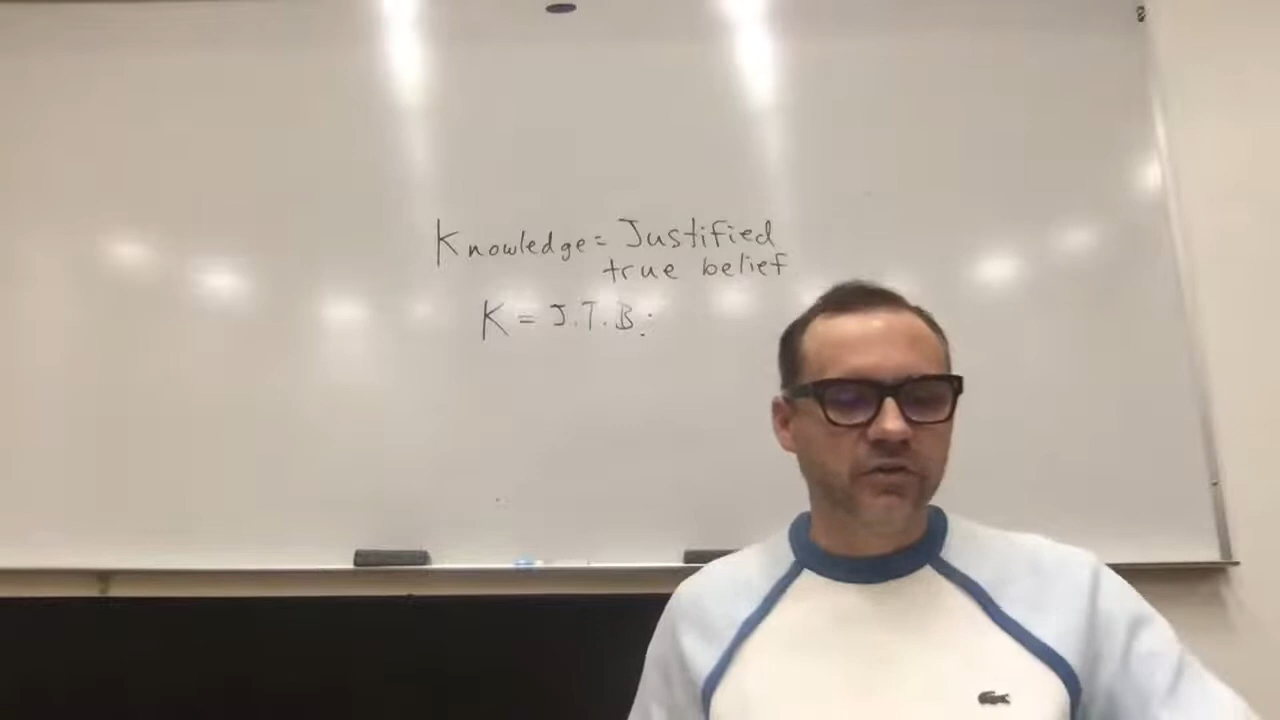 Knowledge = Justified
true belief
K = J.T.B.: